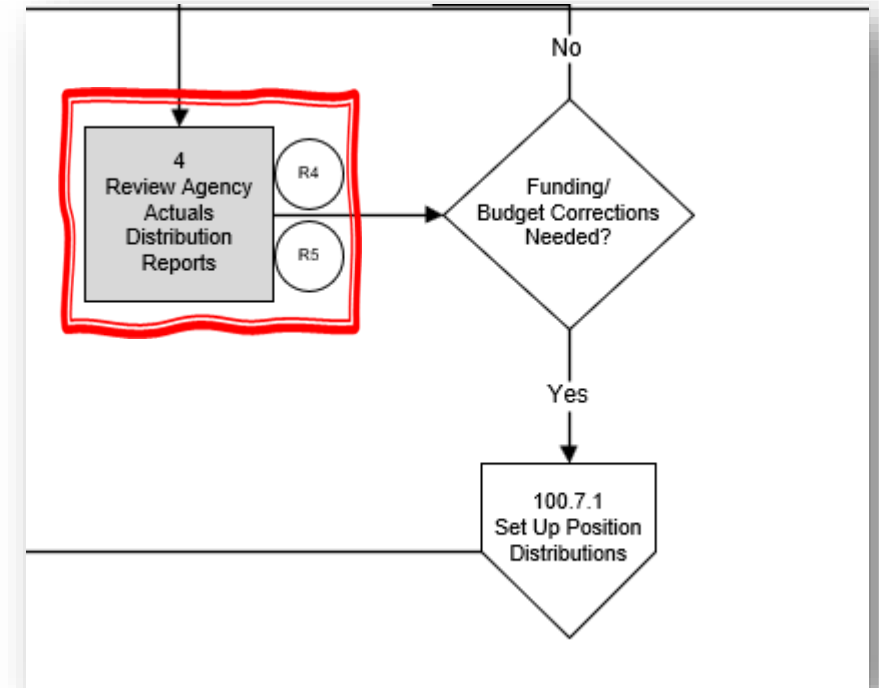 No
4
Review Agency
Actuals
Distribution
Reports
R4
R5
Funding/
Budget Corrections
Needed?
Yes
100.7.1
Set Up Position
Distributions